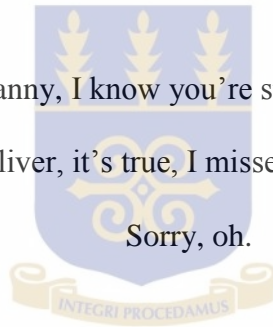 anny, I know you're s
liver, it's true, I misse
Sorry, oh.
INTEGRI PROCEDAMUS